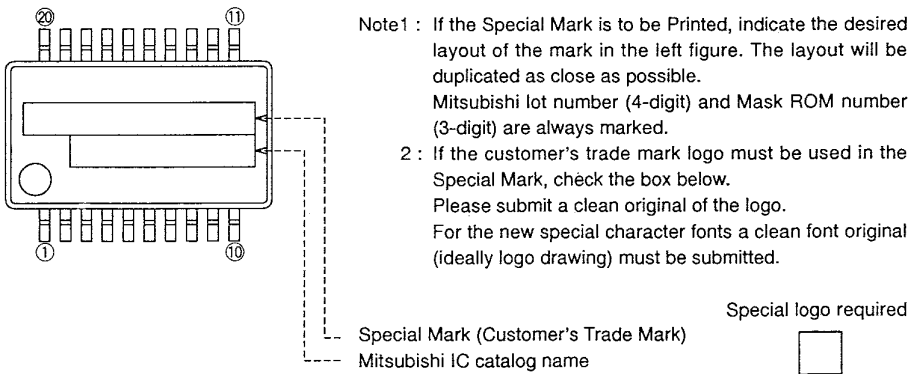 ⑳ ⑪
① ⑩
Note1 : If the Special Mark is to be Printed, indicate the desired
layout of the mark in the left figure. The layout will be
duplicated as close as possible.
Mitsubishi lot number (4-digit) and Mask ROM number
(3-digit) are always marked.
2 : If the customer's trade mark logo must be used in the
Special Mark, check the box below.
Please submit a clean original of the logo.
For the new special character fonts a clean font original
(ideally logo drawing) must be submitted.
Special logo required
Special Mark (Customer's Trade Mark)
Mitsubishi IC catalog name